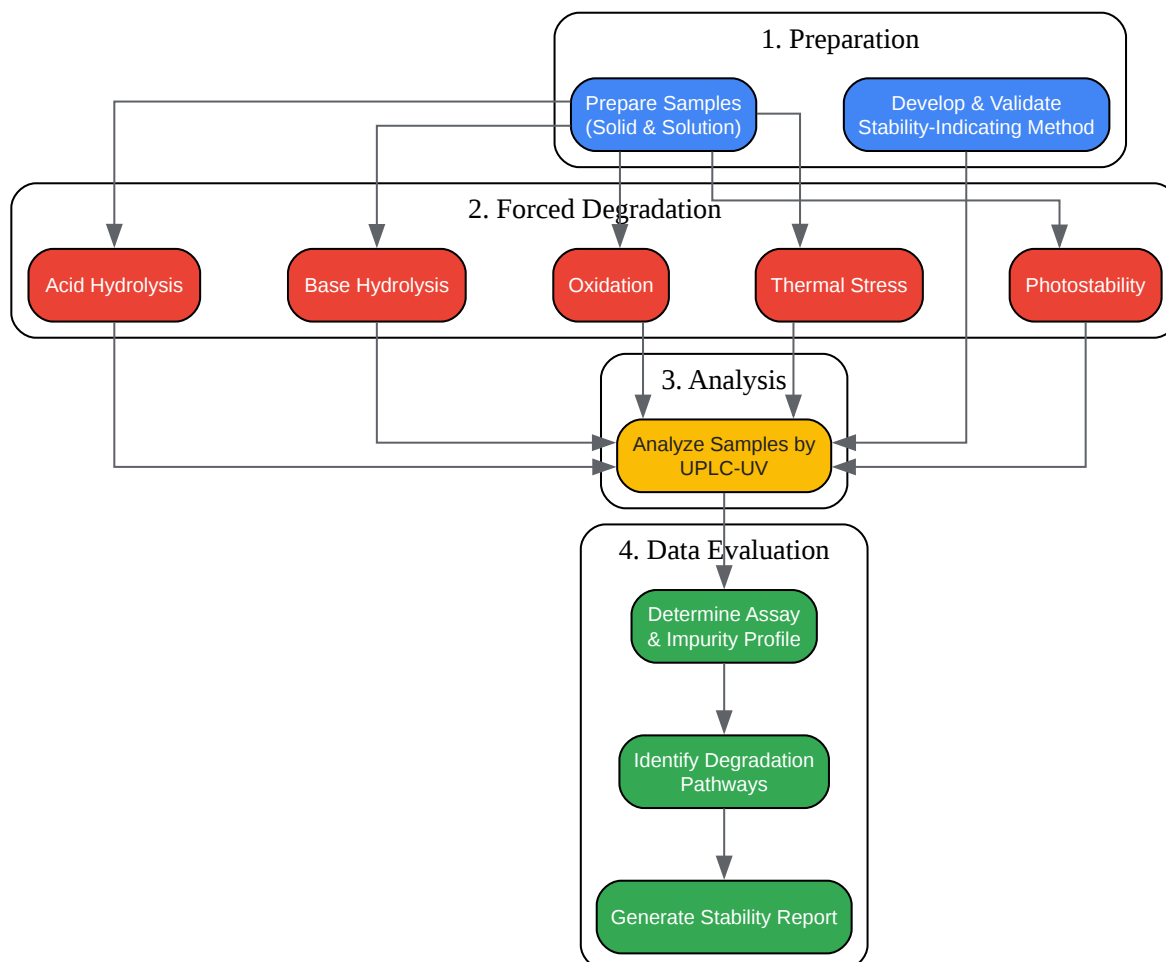 1. Preparation
Prepare Samples
(Solid & Solution)
Develop & Validate
Stability-Indicating Method
2. Forced Degradation
Acid Hydrolysis
Base Hydrolysis
Oxidation
Thermal Stress
Photostability
3. Analysis
Analyze Samples by
UPLC-UV
4. Data Evaluation
Determine Assay
& Impurity Profile
Identify Degradation
Pathways
Generate Stability Report